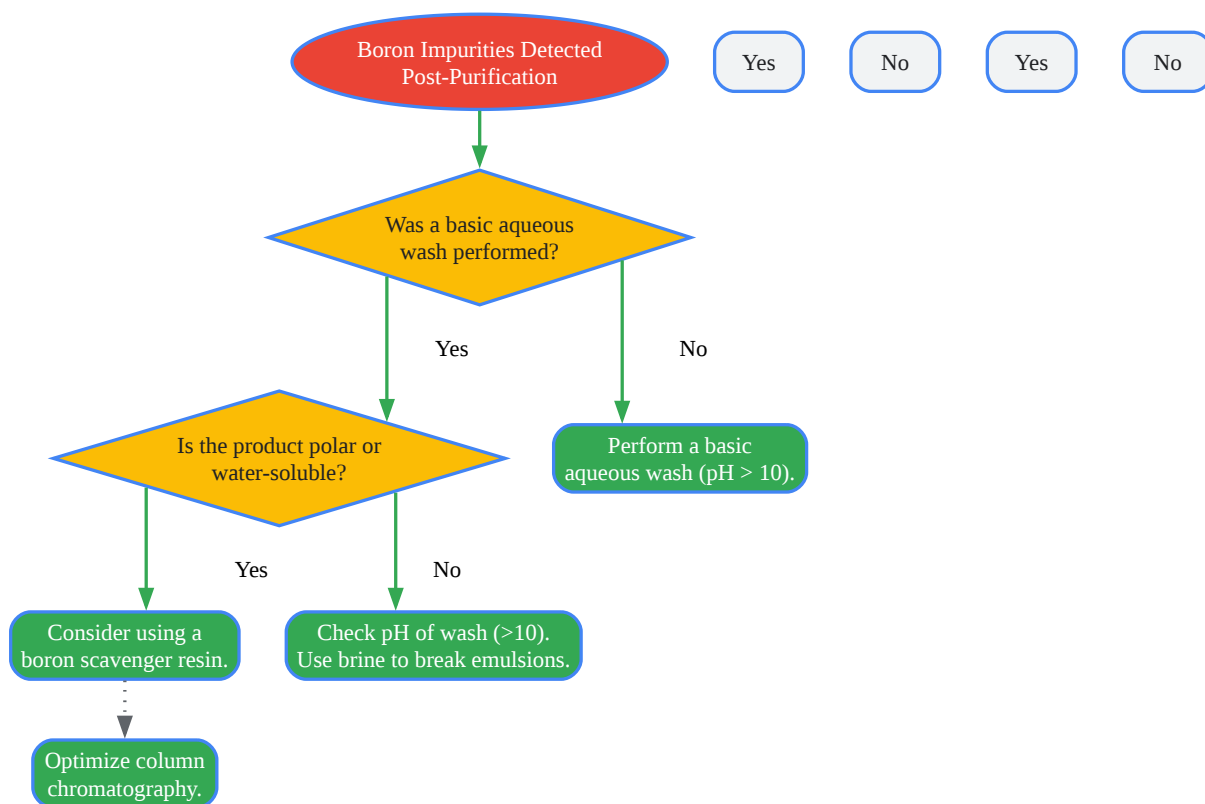 Boron Impurities Detected
Post-Purification
Yes
No
Yes
No
Was a basic aqueous
wash performed?
Yes
No
Is the product polar or
water-soluble?
Perform a basic
aqueous wash (pH > 10).
Yes
No
Consider using a
boron scavenger resin.
Check pH of wash (>10).
Use brine to break emulsions.
Optimize column
chromatography.